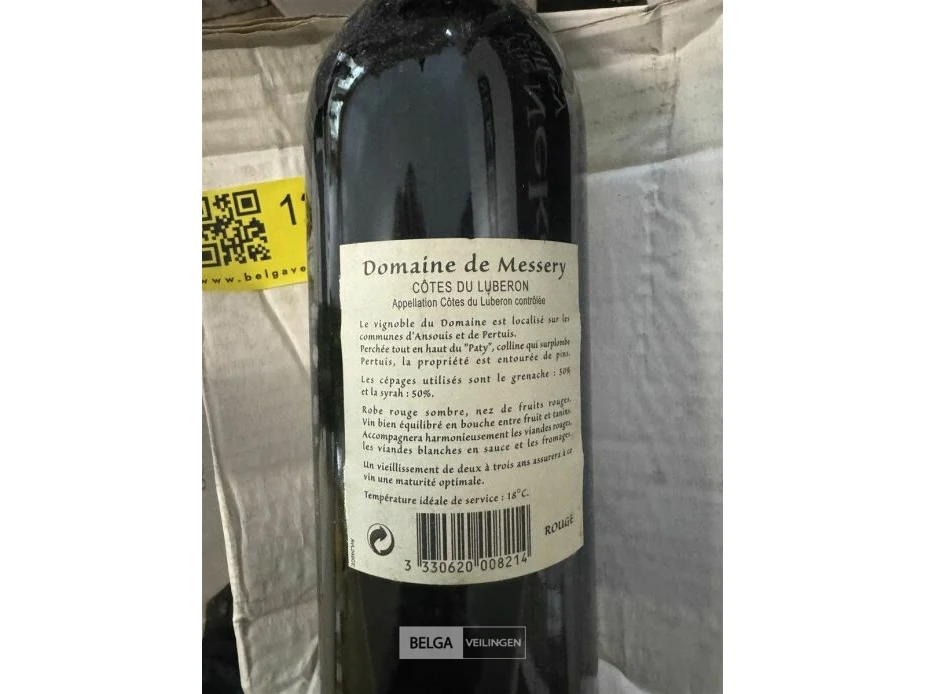 Domaine de Messery
CÔTES DU LUBERON
Appellation Côtes du Luberon contrôlée
Le vignoble du Domaine est localisé sur les
communes d'Ansouis et de Pertuis.
Perchée tout en haut du "Paty", colline qui surplombe
Pertuis, la propriété est entourée de pins.
Les cépages utilisés sont le grenache : 50%
et la syrah : 50%.
Robe rouge sombre, nez de fruits rouges.
Vin bien équilibré en bouche entre fruit et tanins.
Accompagnera harmonieusement les viandes rouges,
les viandes blanches en sauce et les fromages.
Un vieillissement de deux à trois ans assurera à ce
vin une maturité optimale.
Température idéale de service : 18°C.
ROUGE
3 330620 008214
www.belgave
BELGA VEILINGEN